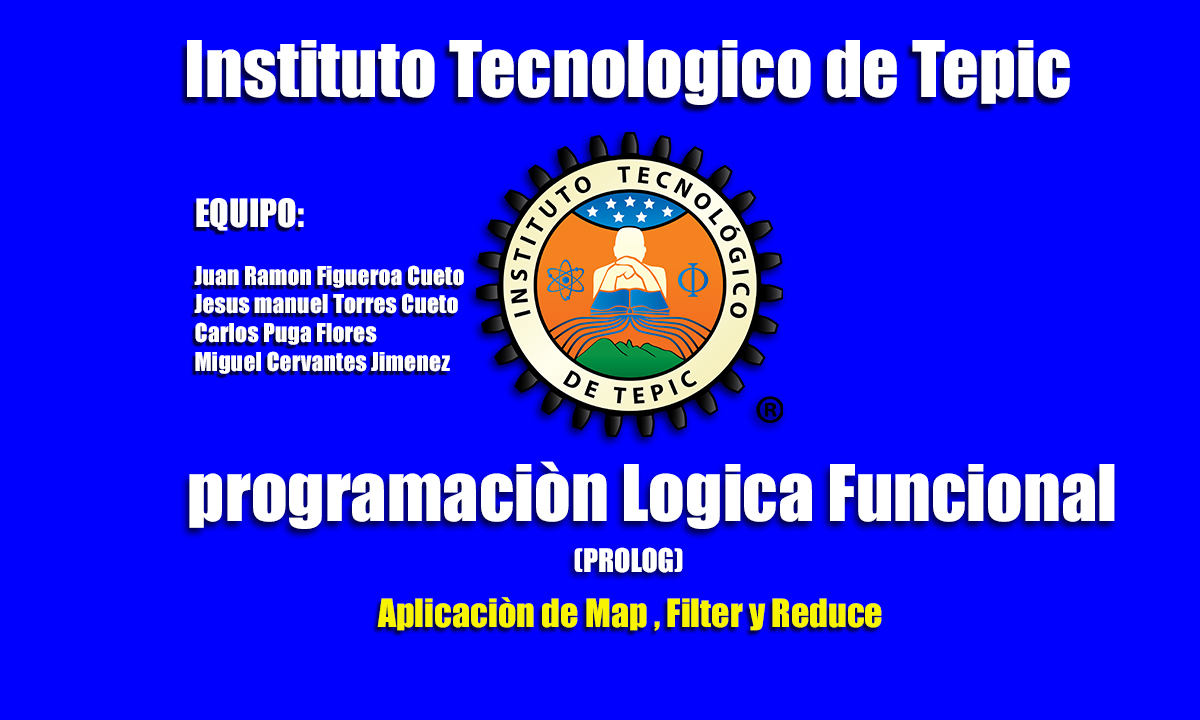 Instituto Tecnologico de Tepic
INSTITUTO TECNOLÓGICO
DE TEPIC
®
EQUIPO:
Juan Ramon Figueroa Cueto
Jesus manuel Torres Cueto
Carlos Puga Flores
Miguel Cervantes Jimenez
programaciòn Logica Funcional
(PROLOG)
Aplicaciòn de Map , Filter y Reduce